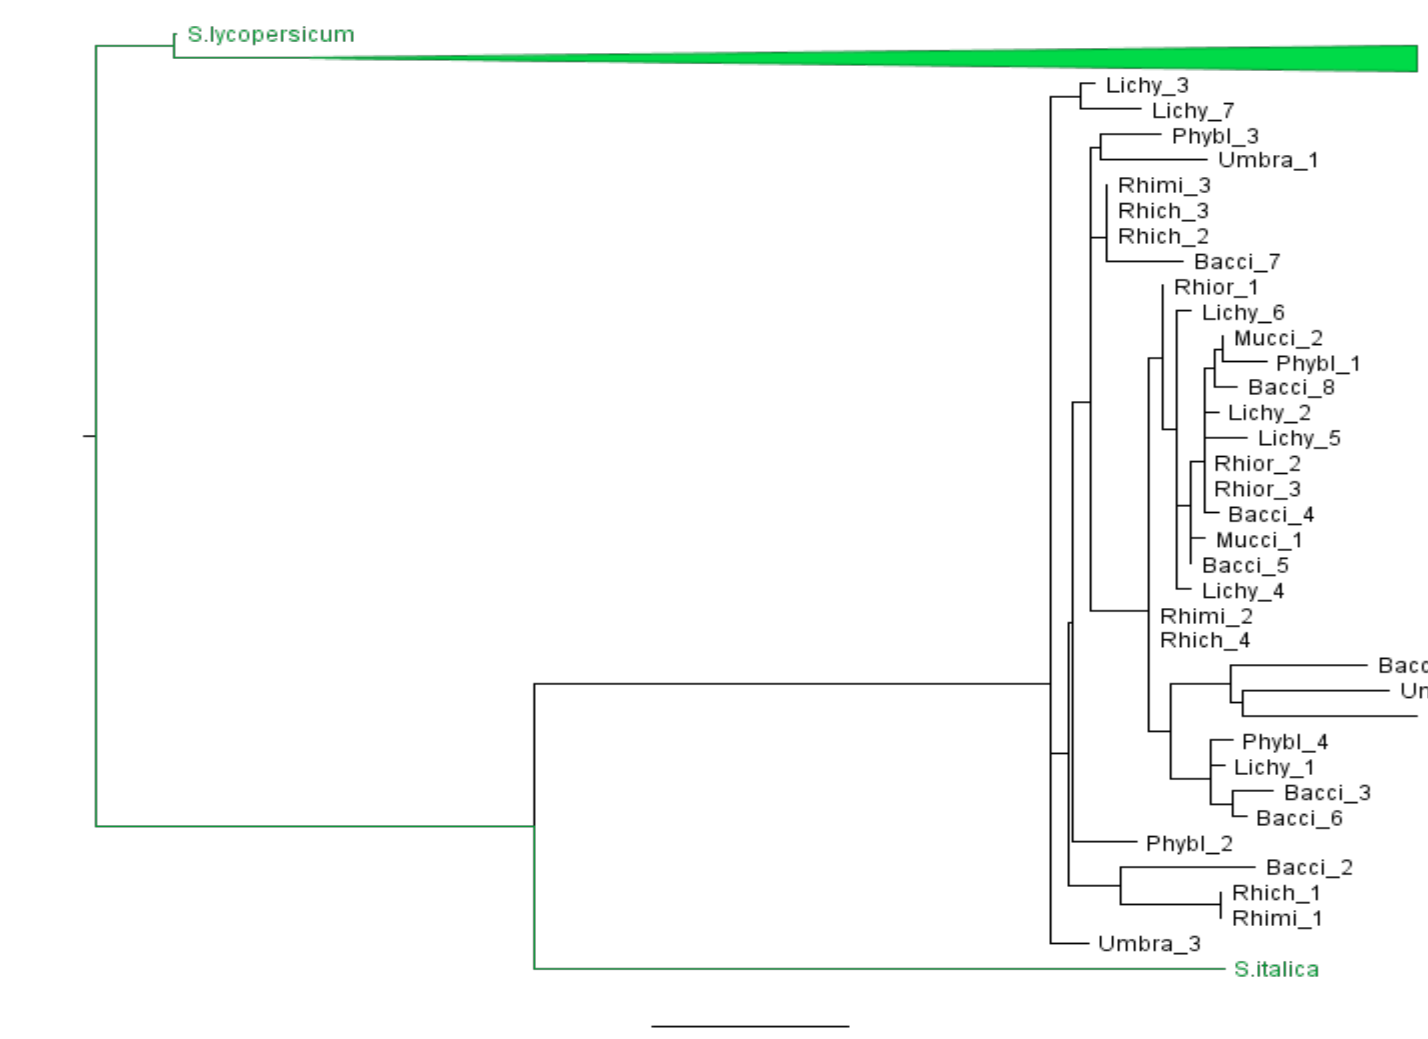 S.lycopersicum
Lichy_3
Lichy_7
Phybl_3
Umbra_1
Rhimi_3
Rhich_3
Rhich_2
Bacci_7
Rhior_1
Lichy_6
Mucci_2
Phybl_1
Bacci_8
Lichy_2
Lichy_5
Rhior_2
Rhior_3
Bacci_4
Mucci_1
Bacci_5
Lichy_4
Rhimi_2
Rhich_4
Phybl_4
Lichy_1
Bacci_3
Bacci_6
Phybl_2
Bacci_2
Rhich_1
Rhimi_1
Umbra_3
S.italica